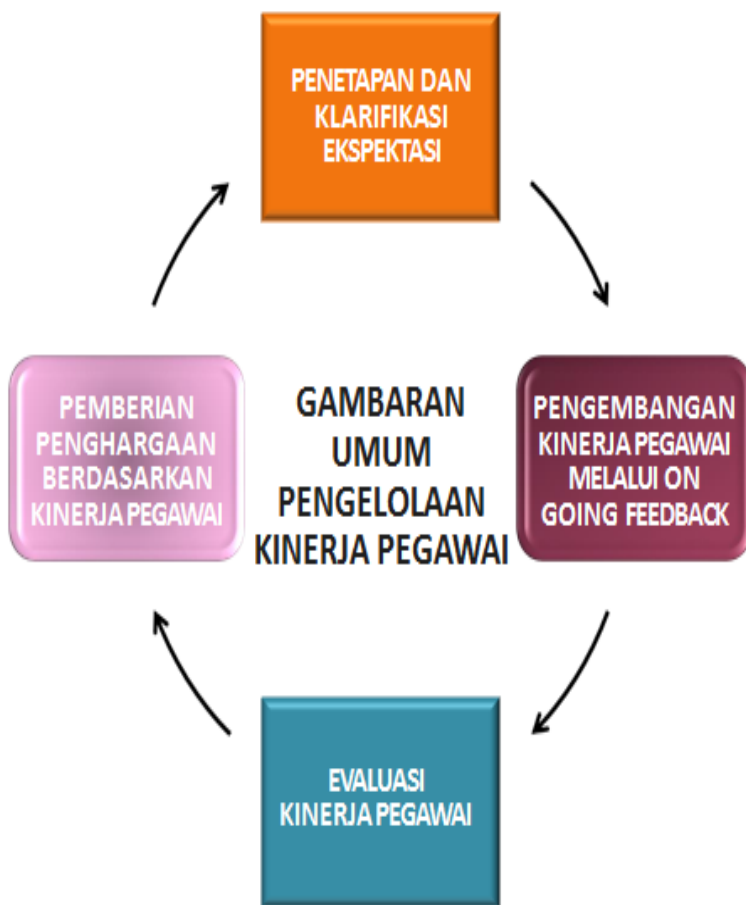 PENETAPAN DAN
KLARIFIKASI
EKSPEKTASI
PEMBERIAN
PENGHARGAAN
BERDASARKAN
KINERJA PEGAWAI
GAMBARAN
UMUM
PENGELOLAAN
KINERJA PEGAWAI
PENGEMBANGAN
KINERJA PEGAWAI
MELALUI ON
GOING FEEDBACK
EVALUASI
KINERJA PEGAWAI